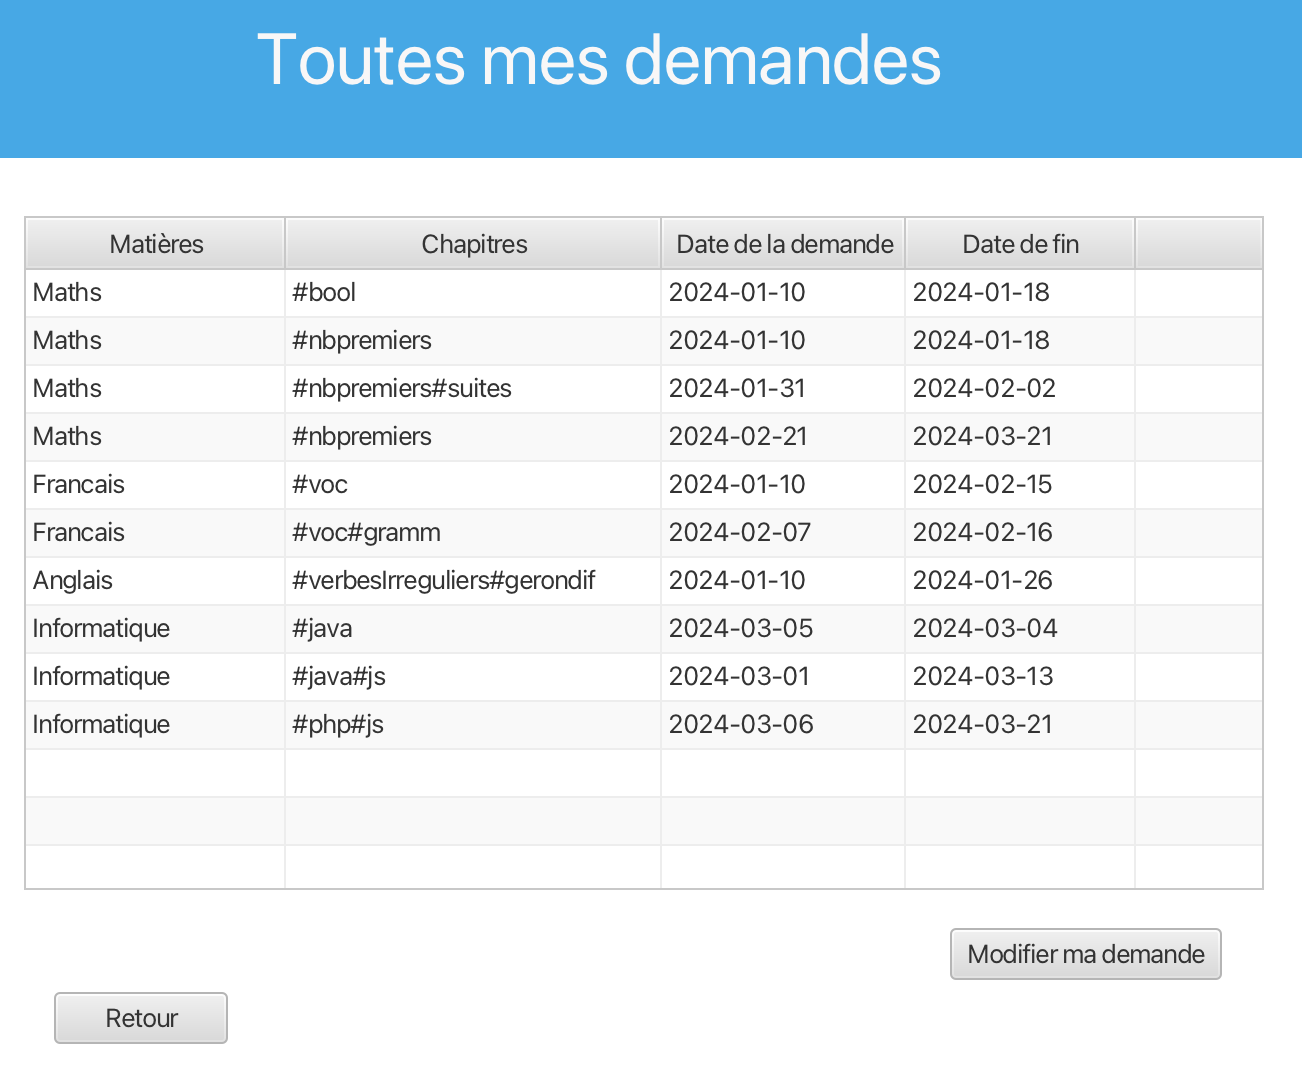 Toutes mes demandes
Matières Chapitres Date de la demande Date de fin
Maths #bool 2024-01-10 2024-01-18
Maths #nbpremiers 2024-01-10 2024-01-18
Maths #nbpremiers#suites 2024-01-31 2024-02-02
Maths #nbpremiers 2024-02-21 2024-03-21
Francais #voc 2024-01-10 2024-02-15
Francais #voc#gramm 2024-02-07 2024-02-16
Anglais #verbesIrreguliers#gerondif 2024-01-10 2024-01-26
Informatique #java 2024-03-05 2024-03-04
Informatique #java#js 2024-03-01 2024-03-13
Informatique #php#js 2024-03-06 2024-03-21
Modifier ma demande
Retour